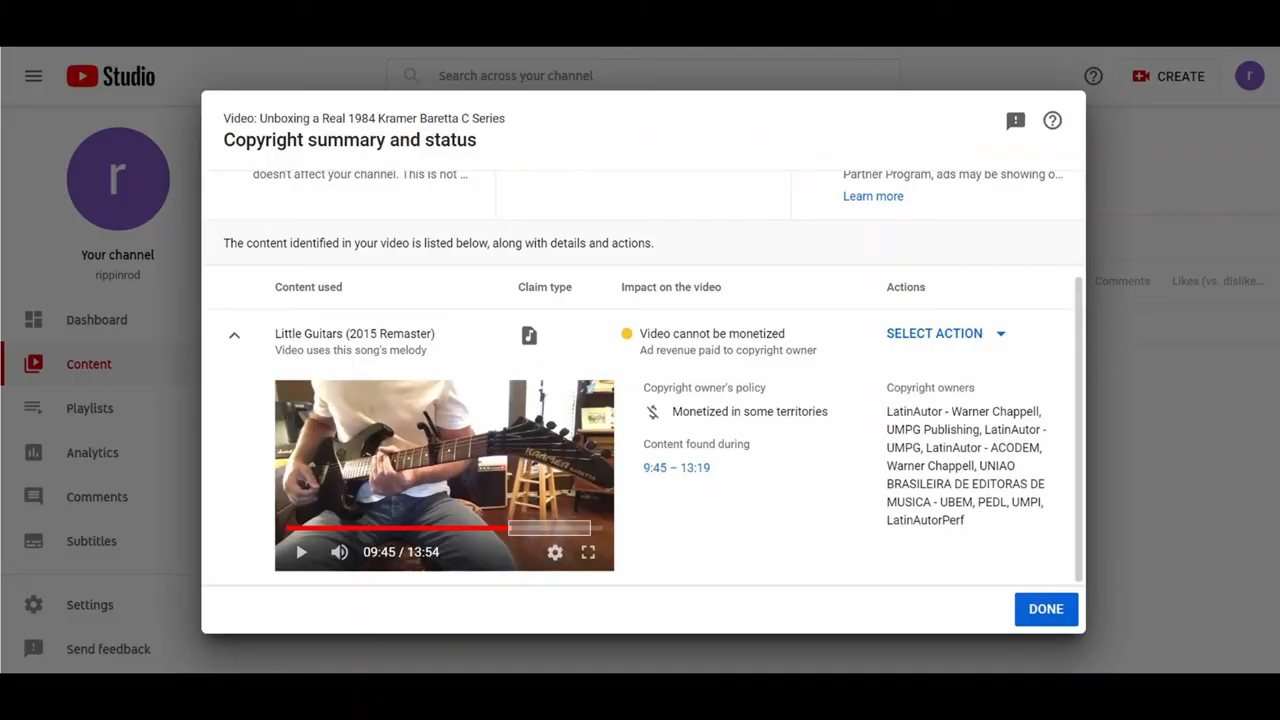 Studio
Search across your channel
CREATE
r
r
Your channel
rippinrod
Dashboard
Content
Playlists
Analytics
Comments
Subtitles
Settings
Send feedback
Video: Unboxing a Real 1984 Kramer Baretta C Series
Copyright summary and status
doesn't affect your channel. This is not ...
Partner Program, ads may be showing o...
Learn more
The content identified in your video is listed below, along with details and actions.
Content used
Claim type
Impact on the video
Actions
Little Guitars (2015 Remaster)
Video uses this song's melody
Video cannot be monetized
Ad revenue paid to copyright owner
SELECT ACTION
KRAMER BARETTA
09:45 / 13:54
Copyright owner's policy
Monetized in some territories
Content found during
9:45 – 13:19
Copyright owners
LatinAutor - Warner Chappell,
UMPG Publishing, LatinAutor -
UMPG, LatinAutor - ACODEM,
Warner Chappell, UNIAO
BRASILEIRA DE EDITORAS DE
MUSICA - UBEM, PEDL, UMPI,
LatinAutorPerf
DONE
Comments
Likes (vs. dislike...